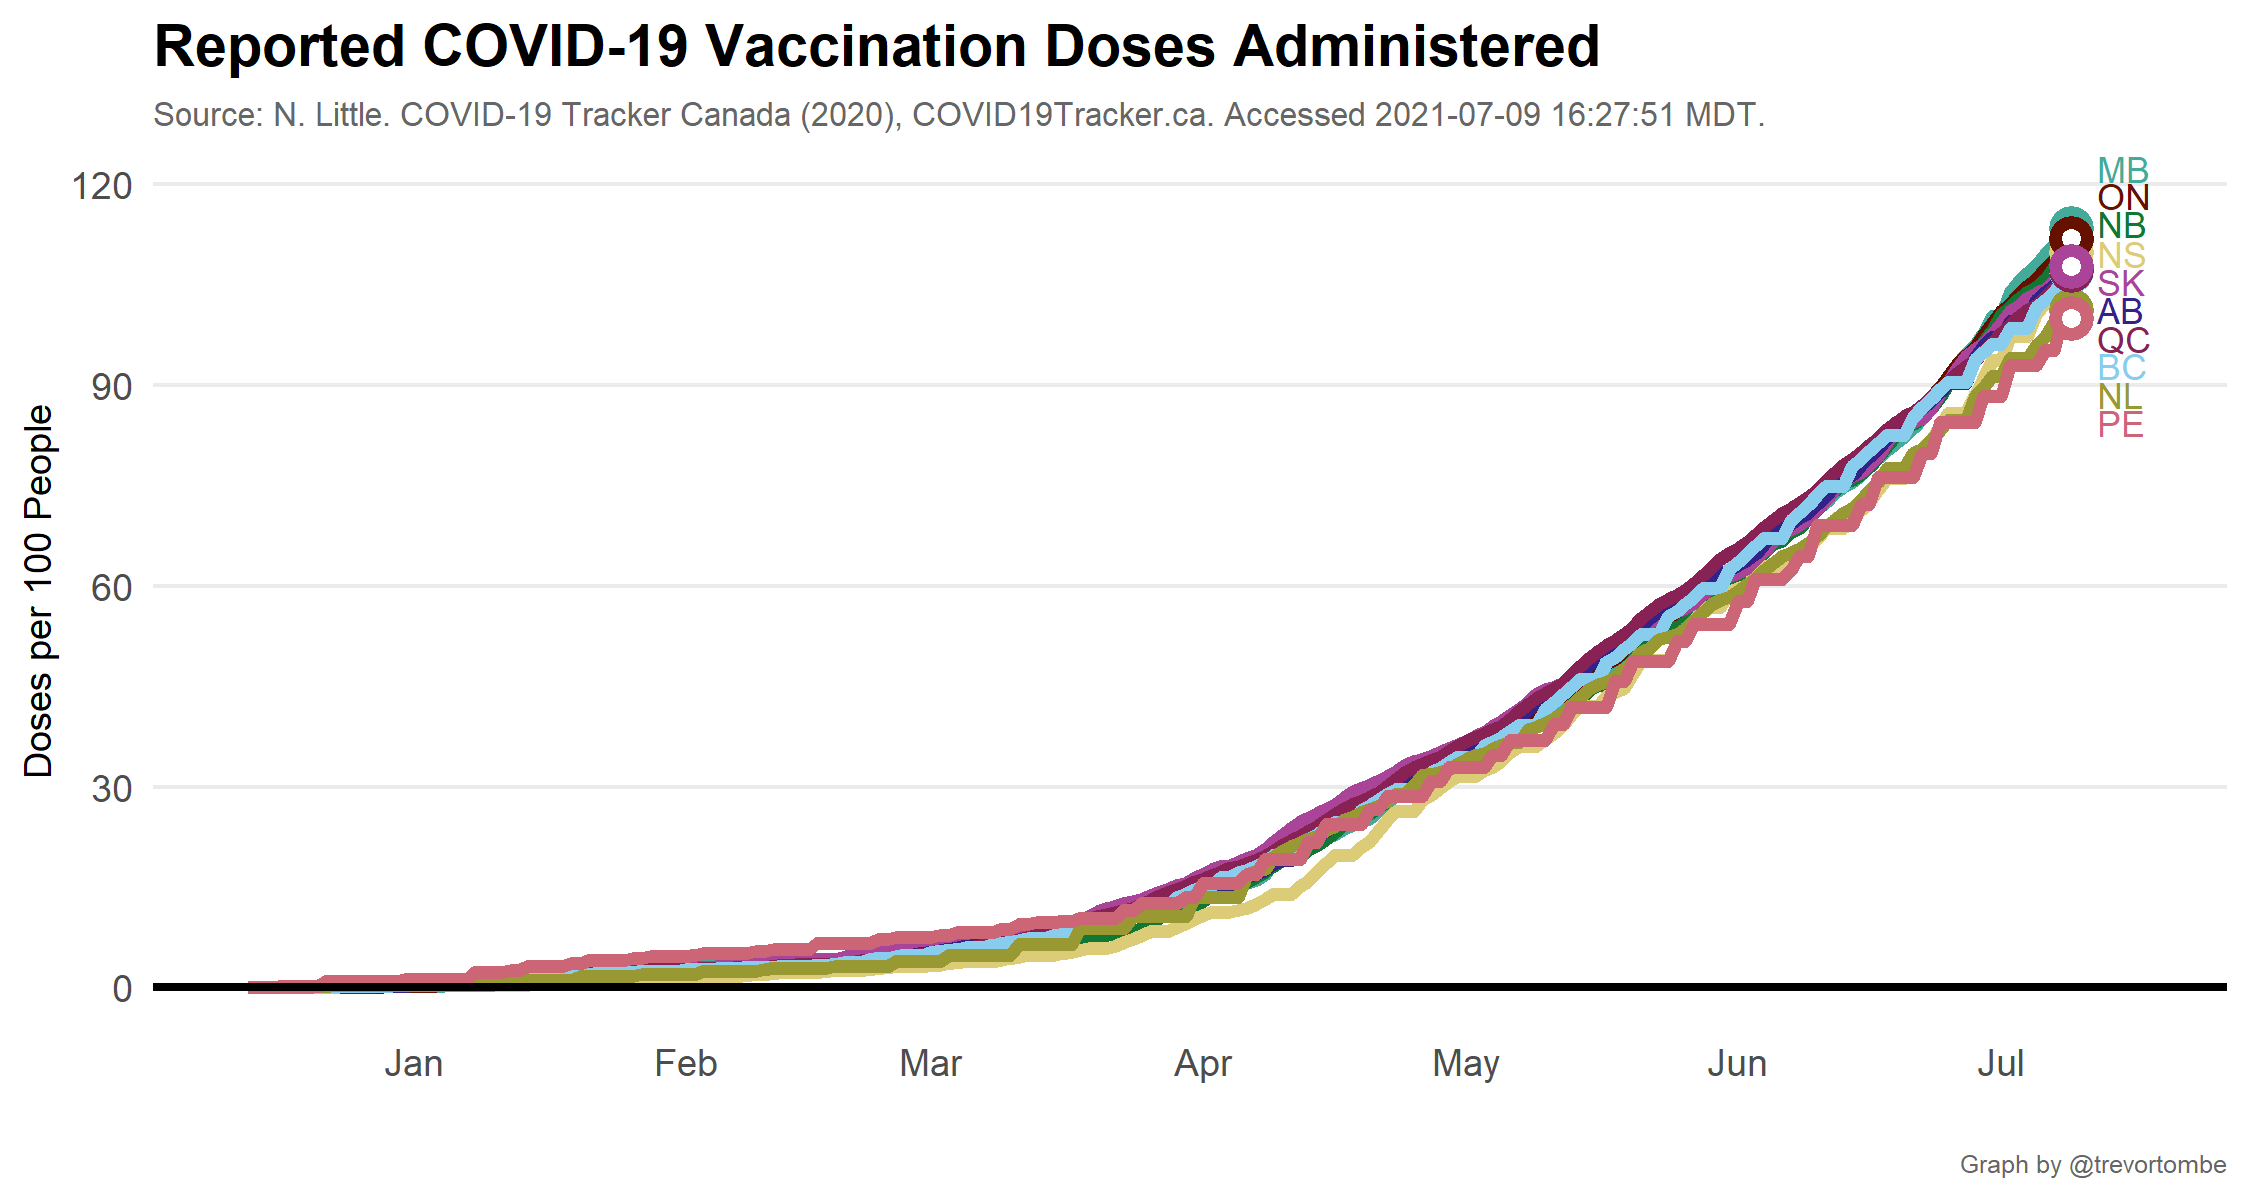 Reported COVID-19 Vaccination Doses Administered
Source: N. Little. COVID-19 Tracker Canada (2020), COVID19Tracker.ca. Accessed 2021-07-09 16:27:51 MDT.
Doses per 100 People
120
90
60
30
0
MB
ON
NB
NS
SK
AB
QC
BC
NL
PE
Jan Feb Mar Apr May Jun Jul
Graph by @trevortombe